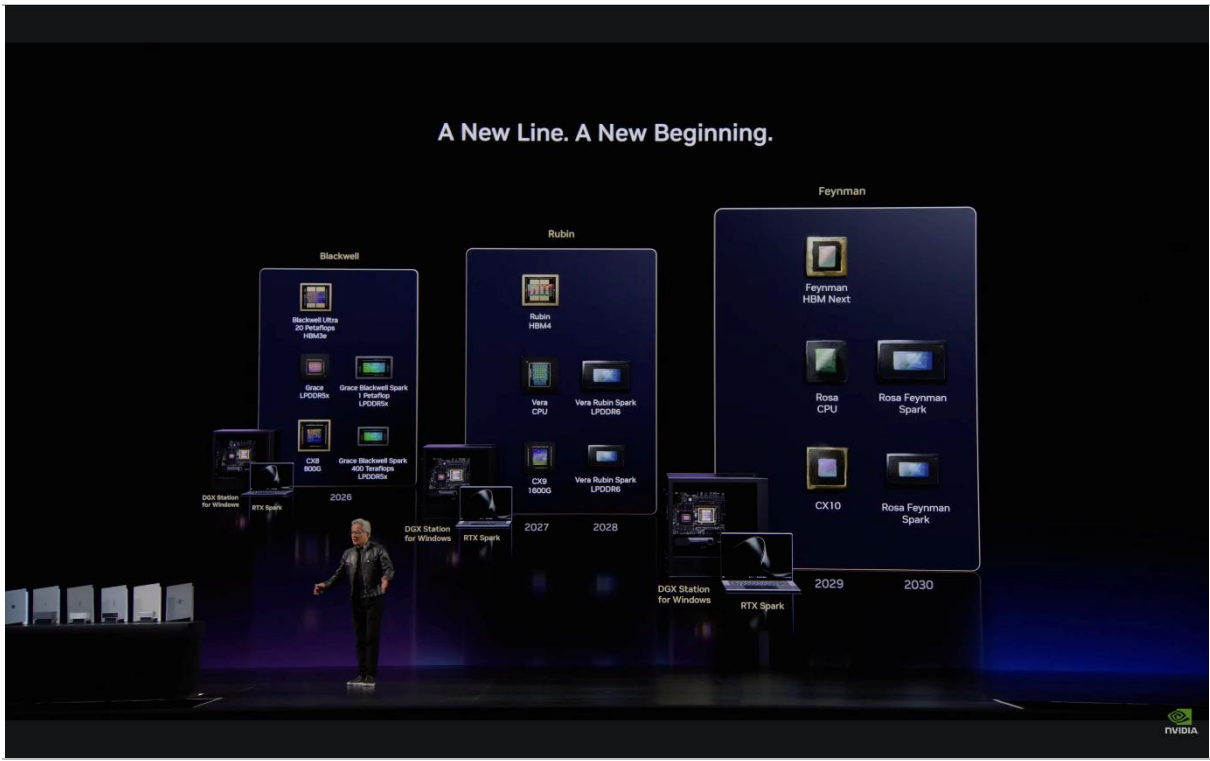 A New Line. A New Beginning.
Blackwell
Blackwell Ultra
20 Petaflops
HBM3e
Grace
LPDDR5x
Grace Blackwell Spark
1 Petaflop
LPDDR5x
CX8
800G
Grace Blackwell Spark
400 Teraflops
LPDDR5x
DGX Station
for Windows
RTX Spark
2026
Rubin
Rubin
HBM4
Vera
CPU
Vera Rubin Spark
LPDDR6
CX9
1600G
Vera Rubin Spark
LPDDR6
DGX Station
for Windows
RTX Spark
2027
2028
Feynman
Feynman
HBM Next
Rosa
CPU
Rosa Feynman
Spark
CX10
Rosa Feynman
Spark
DGX Station
for Windows
RTX Spark
2029
2030
NVIDIA